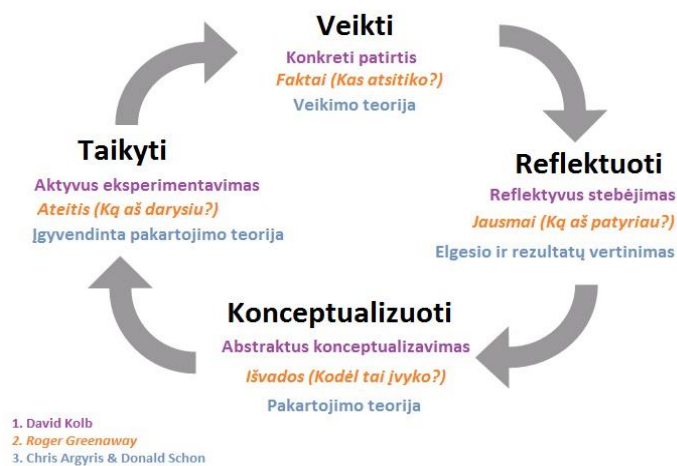 Veikti
Konkreti patirtis
Faktai (Kas atsitiko?)
Veikimo teorija
Reflektuoti
Reflektyvus stebėjimas
Jausmai (Ką aš patyriau?)
Elgesio ir rezultatų vertinimas
Konceptualizuoti
Abstraktus konceptualizavimas
Išvados (Kodėl tai įvyko?)
Pakartojimo teorija
Taikyti
Aktyvus eksperimentavimas
Ateitis (Ką aš darysiu?)
Įgyvendinta pakartojimo teorija
1. David Kolb
2. Roger Greenaway
3. Chris Argyris & Donald Schon